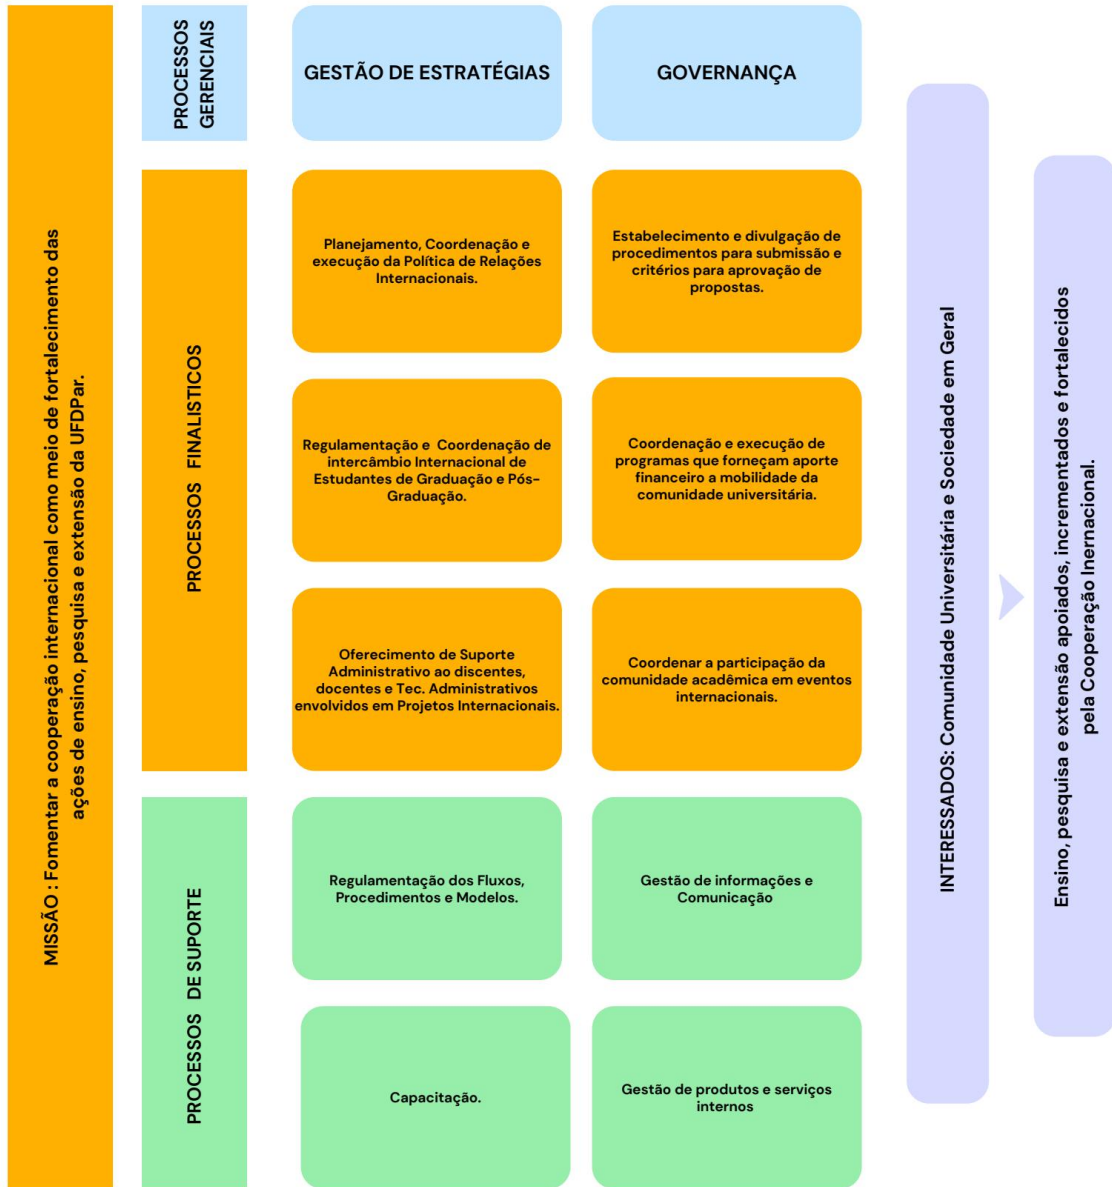 MISSÃO : Fomentar a cooperação internacional como meio de fortalecimento das
ações de ensino, pesquisa e extensão da UFDPar.
PROCESSOS
GERENCIAIS
GESTÃO DE ESTRATÉGIAS
GOVERNANÇA
PROCESSOS FINALISTICOS
Planejamento, Coordenação e
execução da Política de Relações
Internacionais.
Estabelecimento e divulgação de
procedimentos para submissão e
critérios para aprovação de
propostas.
Regulamentação e Coordenação de
intercâmbio Internacional de
Estudantes de Graduação e Pós-
Graduação.
Coordenação e execução de
programas que forneçam aporte
financeiro a mobilidade da
comunidade universitária.
Oferecimento de Suporte
Administrativo ao discentes,
docentes e Tec. Administrativos
envolvidos em Projetos Internacionais.
Coordenar a participação da
comunidade acadêmica em eventos
internacionais.
PROCESSOS DE SUPORTE
Regulamentação dos Fluxos,
Procedimentos e Modelos.
Gestão de informações e
Comunicação
Capacitação.
Gestão de produtos e serviços
internos
INTERESSADOS: Comunidade Universitária e Sociedade em Geral
Ensino, pesquisa e extensão apoiados, incrementados e fortalecidos
pela Cooperação Inernacional.